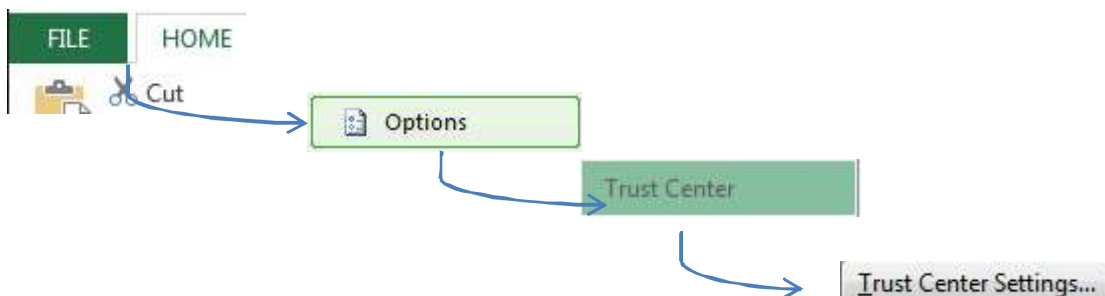 FILE HOME
Cut
Options
Trust Center
Trust Center Settings...